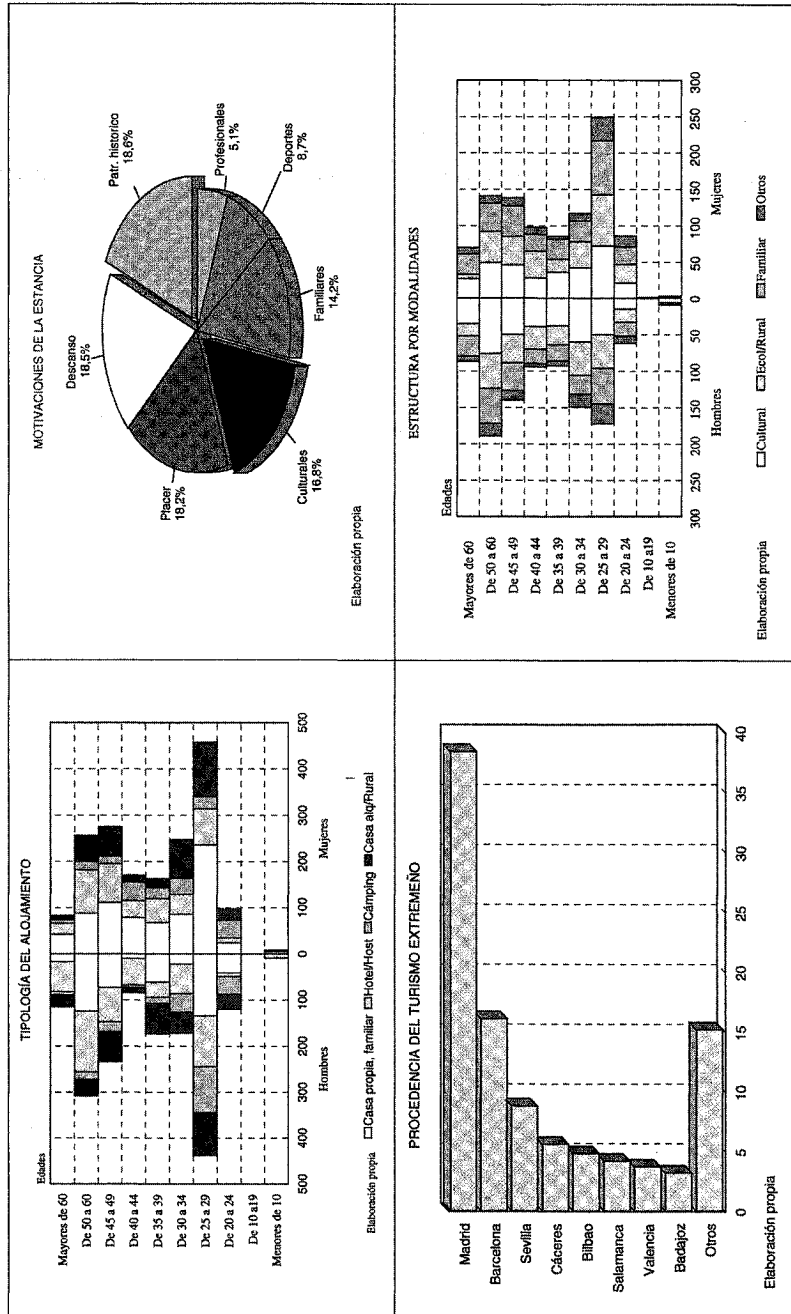 TIPOLOGÍA DEL ALOJAMIENTO
Edades
Mayores de 60
De 50 a 60
De 45 a 49
De 40 a 44
De 35 a 39
De 30 a 34
De 25 a 29
De 20 a 24
De 10 a19
Menores de 10
500 400 300 200 100 0 100 200 300 400 500
Hombres Mujeres
Elaboración propia Casa propia, familiar Hotel/Host Cámping Casa alq/Rural
MOTIVACIONES DE LA ESTANCIA
Patr. historico
18,6%
Profesionales
5,1%
Deportes
8,7%
Familiares
14,2%
Culturales
16,8%
Placer
18,2%
Descanso
18,5%
Elaboración propia
PROCEDENCIA DEL TURISMO EXTREMEÑO
Madrid
Barcelona
Sevilla
Cáceres
Bilbao
Salamanca
Valencia
Badajoz
Otros
0 5 10 15 20 25 30 35 40
Elaboración propia
ESTRUCTURA POR MODALIDADES
Edades
Mayores de 60
De 50 a 60
De 45 a 49
De 40 a 44
De 35 a 39
De 30 a 34
De 25 a 29
De 20 a 24
De 10 a19
Menores de 10
300 250 200 150 100 50 0 50 100 150 200 250 300
Hombres Mujeres
Elaboración propia Cultural Ecol/Rural Familiar Otros